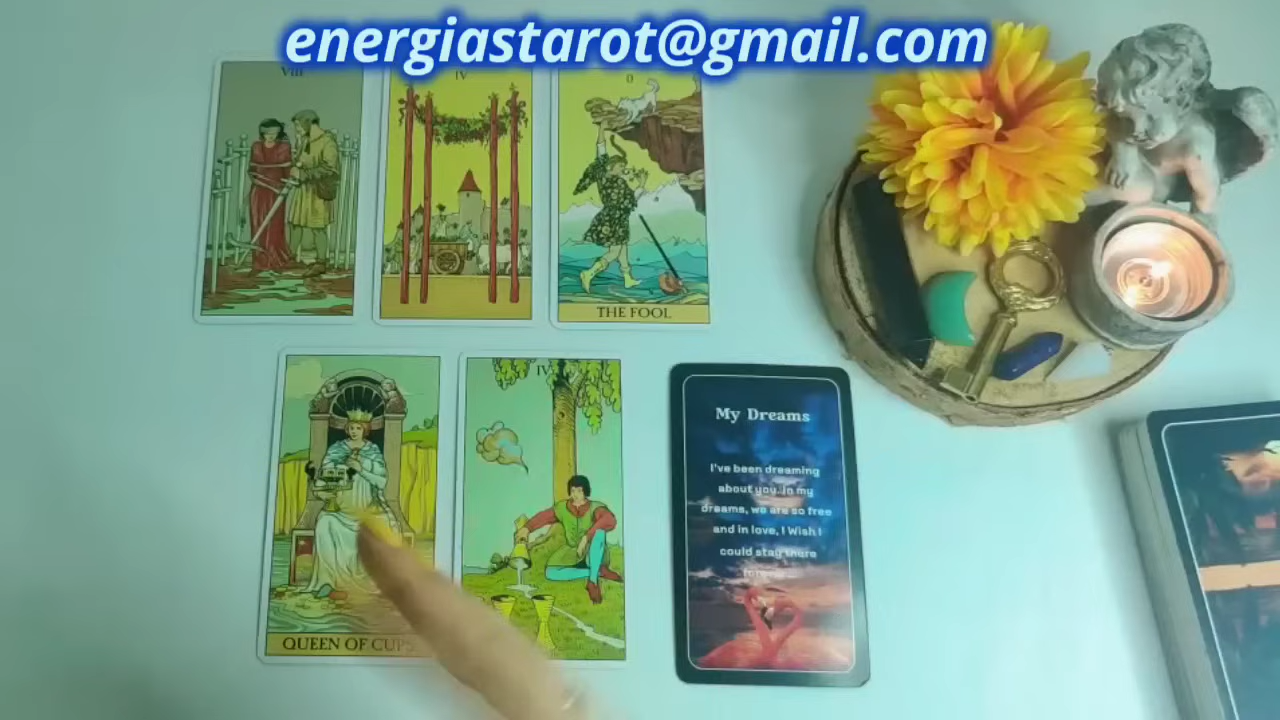 energiastarot@gmail.com
VIII
IV
0
THE FOOL
IV
QUEEN OF CUPS
My Dreams
I've been dreaming
about you. In my
dreams, we are so free
and in love, I Wish I
could stay there